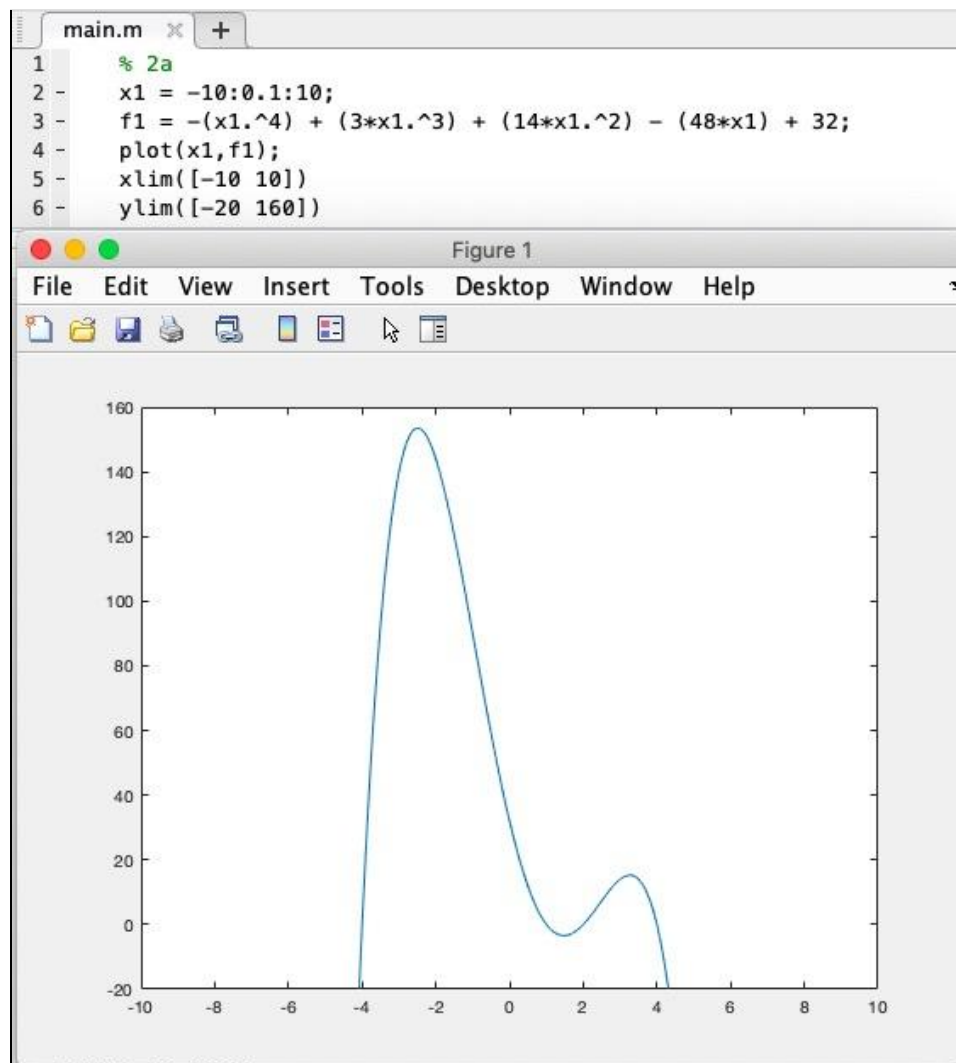 main.m × +
1 % 2a
2 - x1 = -10:0.1:10;
3 - f1 = -(x1.^4) + (3*x1.^3) + (14*x1.^2) - (48*x1) + 32;
4 - plot(x1,f1);
5 - xlim([-10 10])
6 - ylim([-20 160])
Figure 1
File Edit View Insert Tools Desktop Window Help
160
140
120
100
80
60
40
20
0
-20
-10 -8 -6 -4 -2 0 2 4 6 8 10